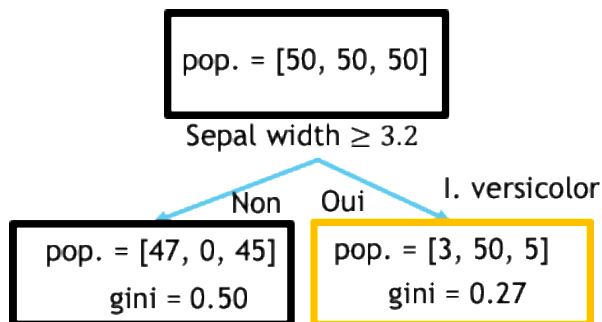 pop. = [50, 50, 50]
Sepal width ≥ 3.2
Non
Oui
I. versicolor
pop. = [47, 0, 45]
gini = 0.50
pop. = [3, 50, 5]
gini = 0.27